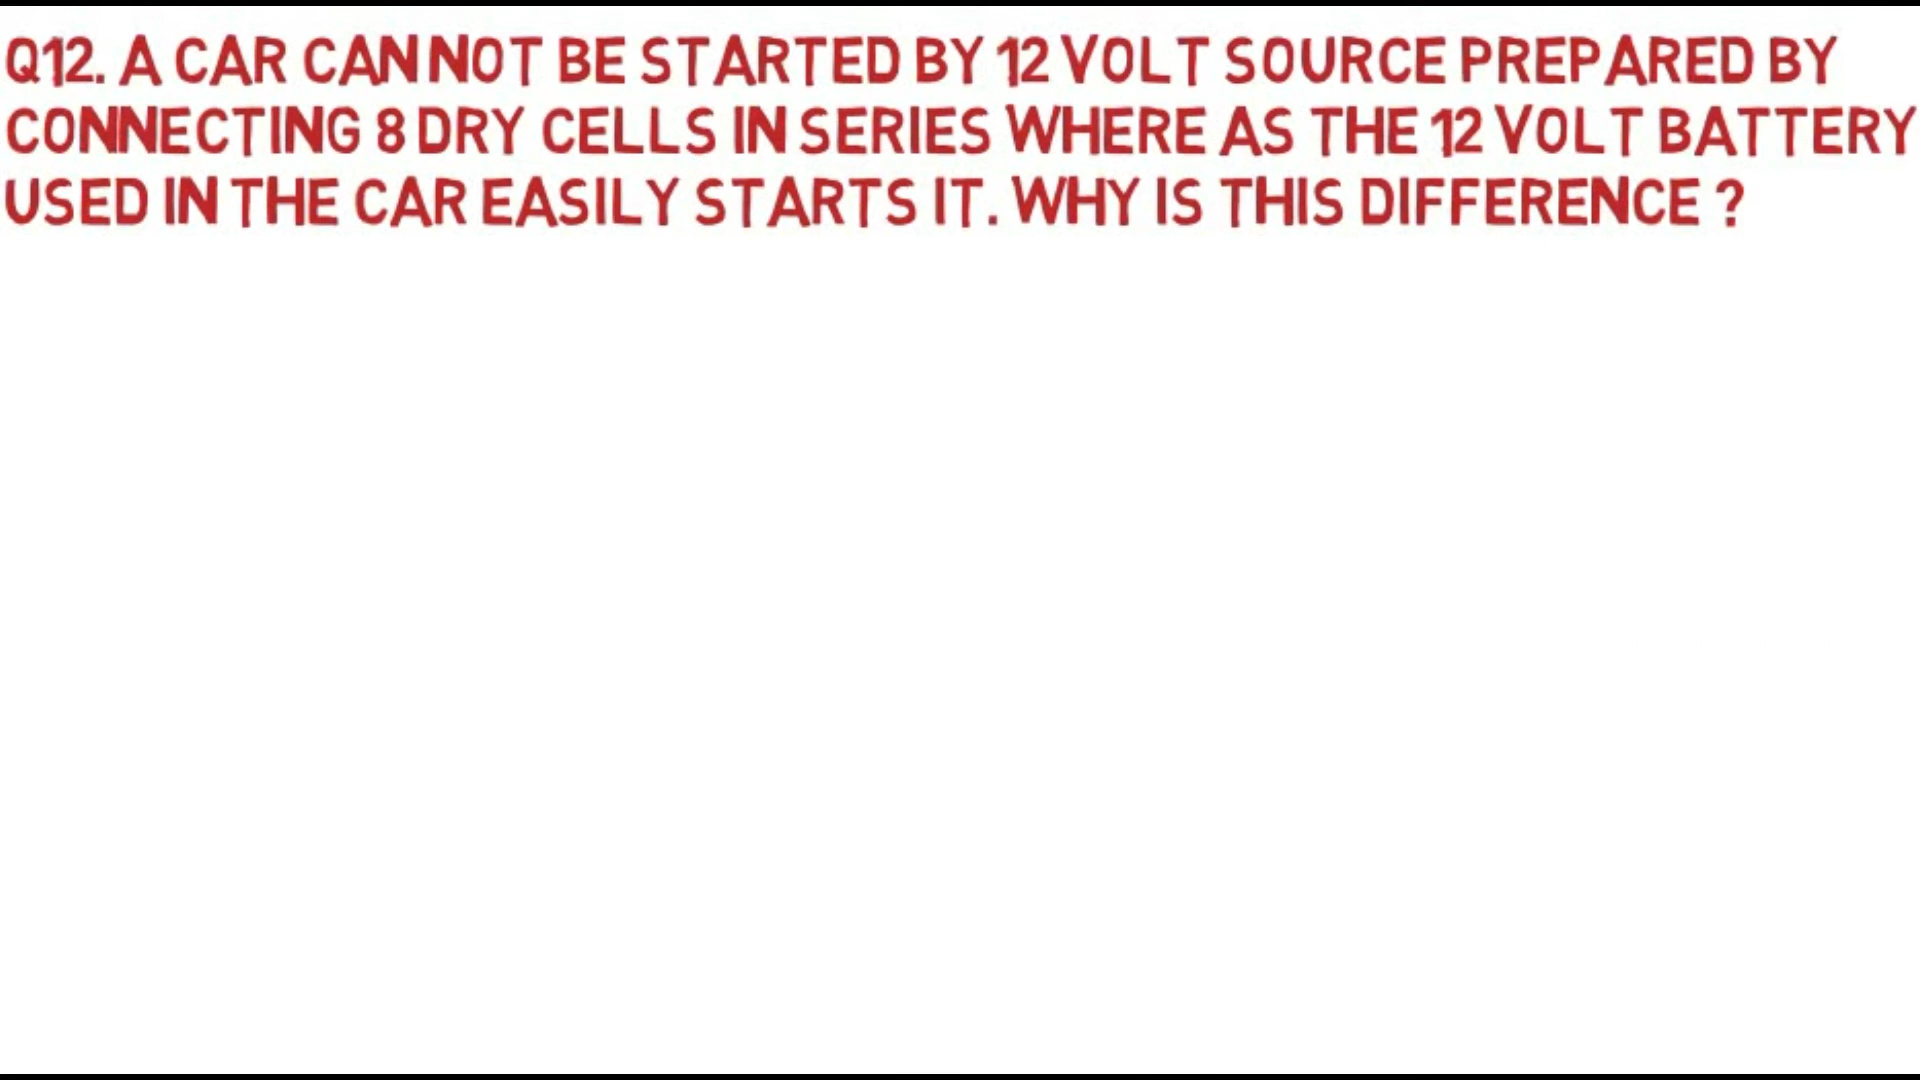 Q12. A CAR CANNOT BE STARTED BY 12 VOLT SOURCE PREPARED BY
CONNECTING 8 DRY CELLS IN SERIES WHERE AS THE 12 VOLT BATTERY
USED IN THE CAR EASILY STARTS IT. WHY IS THIS DIFFERENCE ?